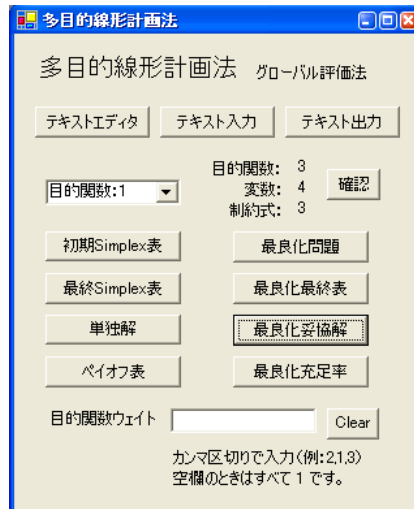 多目的線形計画法
多目的線形計画法 グローバル評価法
テキストエディタ テキスト入力 テキスト出力
目的関数: 3
目的関数:1 変数: 4 確認
制約式: 3
初期Simplex表 最良化問題
最終Simplex表 最良化最終表
単独解 最良化妥協解
ペイオフ表 最良化充足率
目的関数ウェイト Clear
カンマ区切りで入力(例:2,1,3)
空欄のときはすべて 1 です。